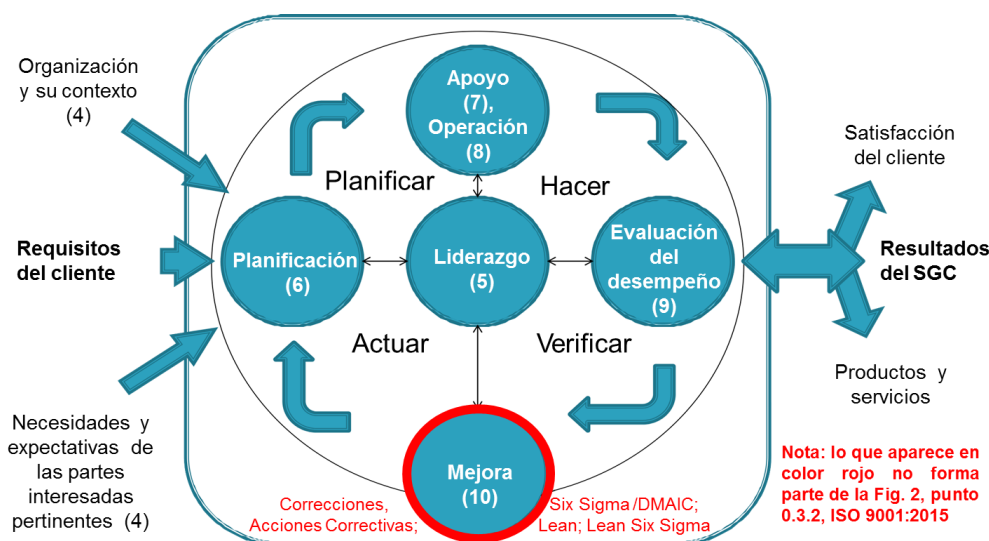 Organización
y su contexto
(4)
Requisitos
del cliente
Necesidades y
expectativas de
las partes
interesadas
pertinentes (4)
Apoyo
(7),
Operación
(8)
Planificar
Hacer
Planificación
(6)
Liderazgo
(5)
Evaluación
del
desempeño
(9)
Actuar
Verificar
Mejora
(10)
Correcciones,
Acciones Correctivas;
Six Sigma /DMAIC;
Lean; Lean Six Sigma
Satisfacción
del cliente
Resultados
del SGC
Productos y
servicios
Nota: lo que aparece en
color rojo no forma
parte de la Fig. 2, punto
0.3.2, ISO 9001:2015